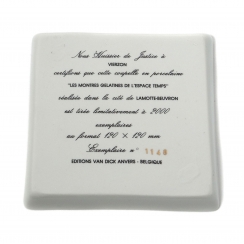 Nous Huissier de Justice à
VIERZON
certifions que cette coupelle en porcelaine
"LES MONTRES GELATINES DE L'ESPACE TEMPS"
réalisée dans la cité de LAMOTTE-BEUVRON
est tirée limitativement à 2000
exemplaires
au format 120 x 120 mm
Exemplaire n° 1148
EDITIONS VAN DICK ANVERS - BELGIQUE